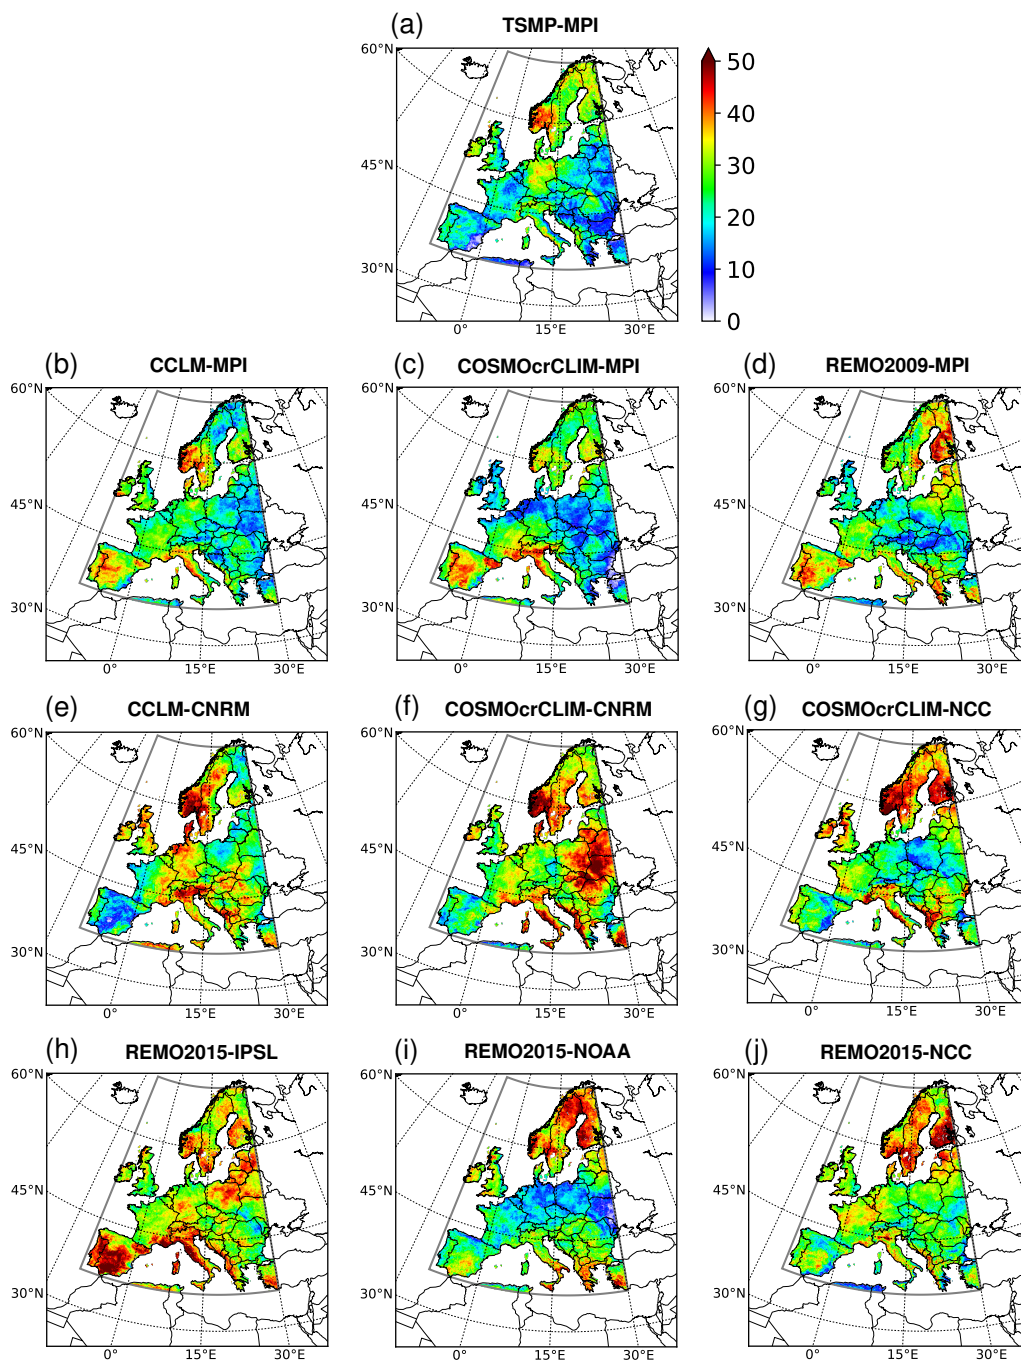 (a) TSMP-MPI
60°N
45°N
30°N
0° 15°E 30°E
50
40
30
20
10
0
(b) CCLM-MPI
(c) COSMOcrCLIM-MPI
(d) REMO2009-MPI
60°N 60°N 60°N
45°N 45°N 45°N
30°N 30°N 30°N
0° 15°E 30°E 0° 15°E 30°E 0° 15°E 30°E
(e) CCLM-CNRM
(f) COSMOcrCLIM-CNRM
(g) COSMOcrCLIM-NCC
60°N 60°N 60°N
45°N 45°N 45°N
30°N 30°N 30°N
0° 15°E 30°E 0° 15°E 30°E 0° 15°E 30°E
(h) REMO2015-IPSL
(i) REMO2015-NOAA
(j) REMO2015-NCC
60°N 60°N 60°N
45°N 45°N 45°N
30°N 30°N 30°N
0° 15°E 30°E 0° 15°E 30°E 0° 15°E 30°E